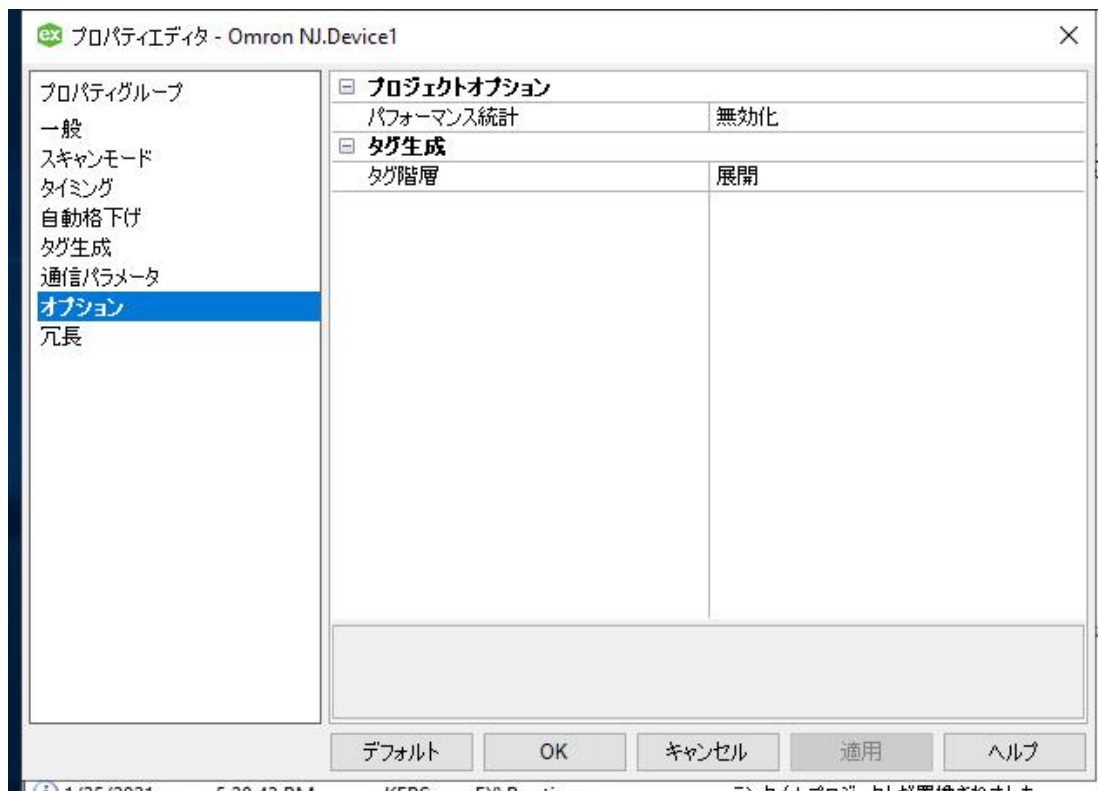 ex プロパティエディタ - Omron NJ.Device1
プロパティグループ
一般
スキャンモード
タイミング
自動格下げ
タグ生成
通信パラメータ
オプション
冗長
プロジェクトオプション
パフォーマンス統計 無効化
タグ生成
タグ階層 展開
デフォルト OK キャンセル 適用 ヘルプ